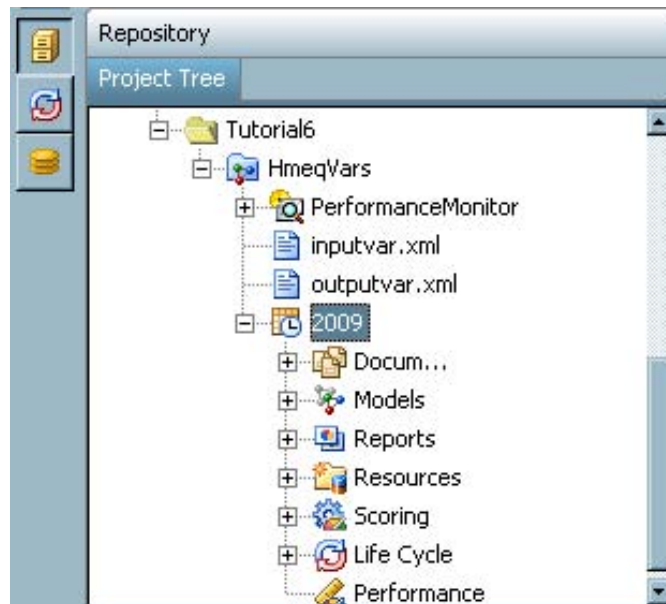 Repository
Project Tree
Tutorial6
HmeqVars
PerformanceMonitor
inputvar.xml
outputvar.xml
2009
Docum...
Models
Reports
Resources
Scoring
Life Cycle
Performance